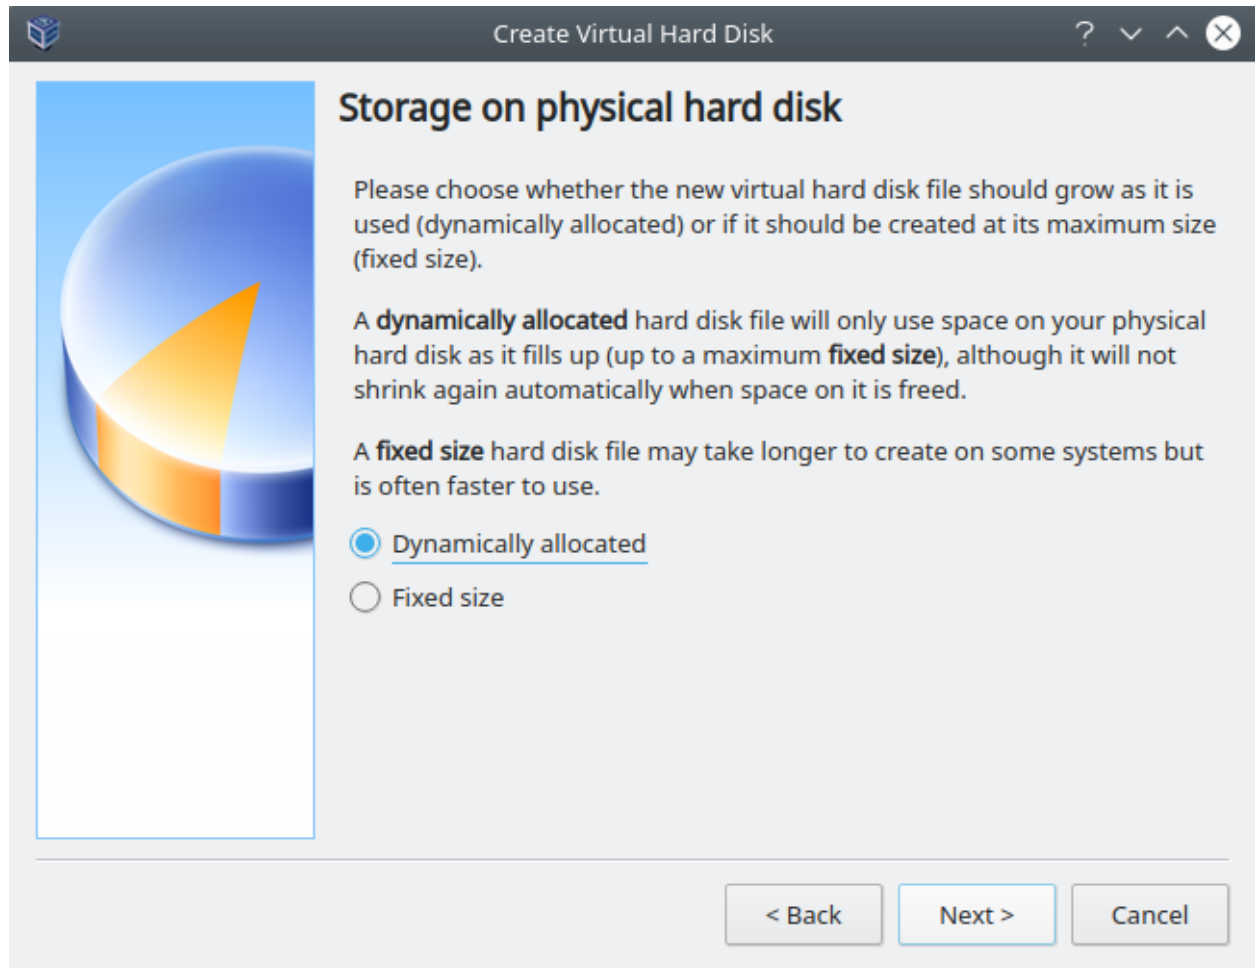 Create Virtual Hard Disk
?
Storage on physical hard disk
Please choose whether the new virtual hard disk file should grow as it is
used (dynamically allocated) or if it should be created at its maximum size
(fixed size).
A dynamically allocated hard disk file will only use space on your physical
hard disk as it fills up (up to a maximum fixed size), although it will not
shrink again automatically when space on it is freed.
A fixed size hard disk file may take longer to create on some systems but
is often faster to use.
Dynamically allocated
Fixed size
< Back
Next >
Cancel